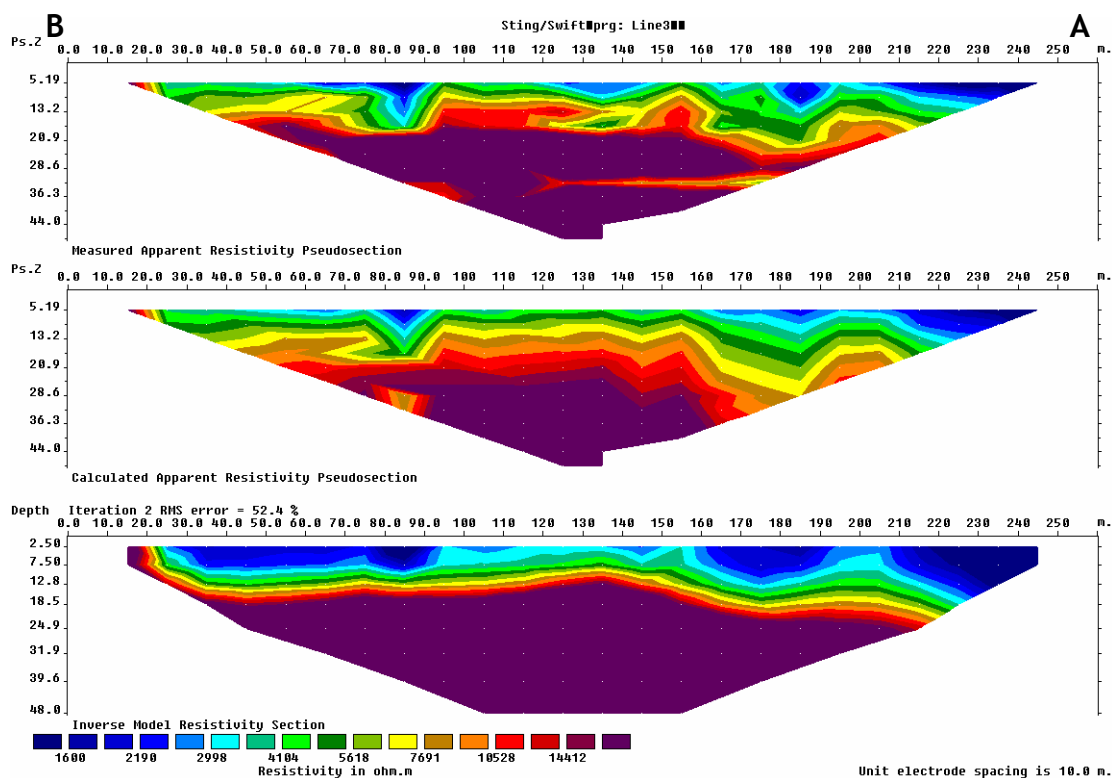 B Sting/Swift■prg: Line3■■ A
Ps.Z 0.0 10.0 20.0 30.0 40.0 50.0 60.0 70.0 80.0 90.0 100 110 120 130 140 150 160 170 180 190 200 210 220 230 240 250 m.
5.19
13.2
20.9
28.6
36.3
44.0
Measured Apparent Resistivity Pseudosection
Ps.Z 0.0 10.0 20.0 30.0 40.0 50.0 60.0 70.0 80.0 90.0 100 110 120 130 140 150 160 170 180 190 200 210 220 230 240 250 m.
5.19
13.2
20.9
28.6
36.3
44.0
Calculated Apparent Resistivity Pseudosection
Depth Iteration 2 RMS error = 52.4 %
0.0 10.0 20.0 30.0 40.0 50.0 60.0 70.0 80.0 90.0 100 110 120 130 140 150 160 170 180 190 200 210 220 230 240 250 m.
2.50
7.50
12.8
18.5
24.9
31.9
39.6
48.0
Inverse Model Resistivity Section
1600 2190 2998 4104 5618 7691 10528 14412
Resistivity in ohm.m Unit electrode spacing is 10.0 m.